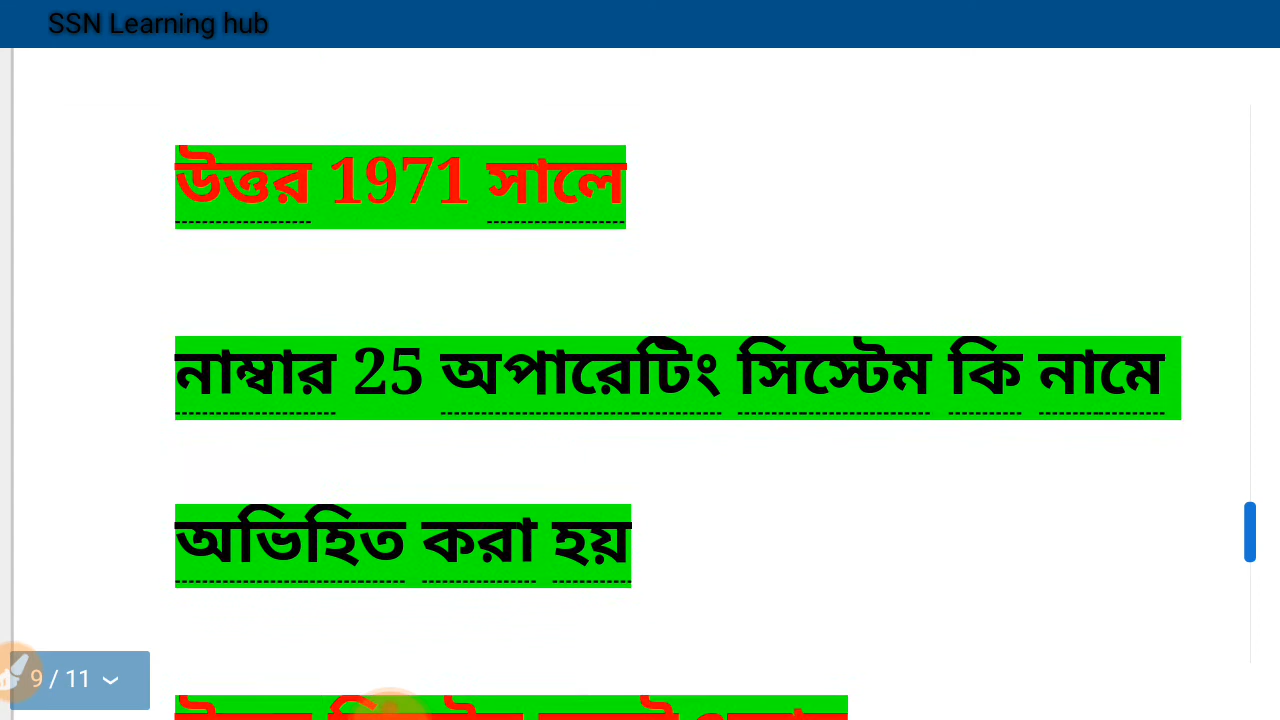 SSN Learning hub
উত্তর 1971 সালে
নাম্বার 25 অপারেটিং সিস্টেম কি নামে
অভিহিত করা হয়
9 / 11